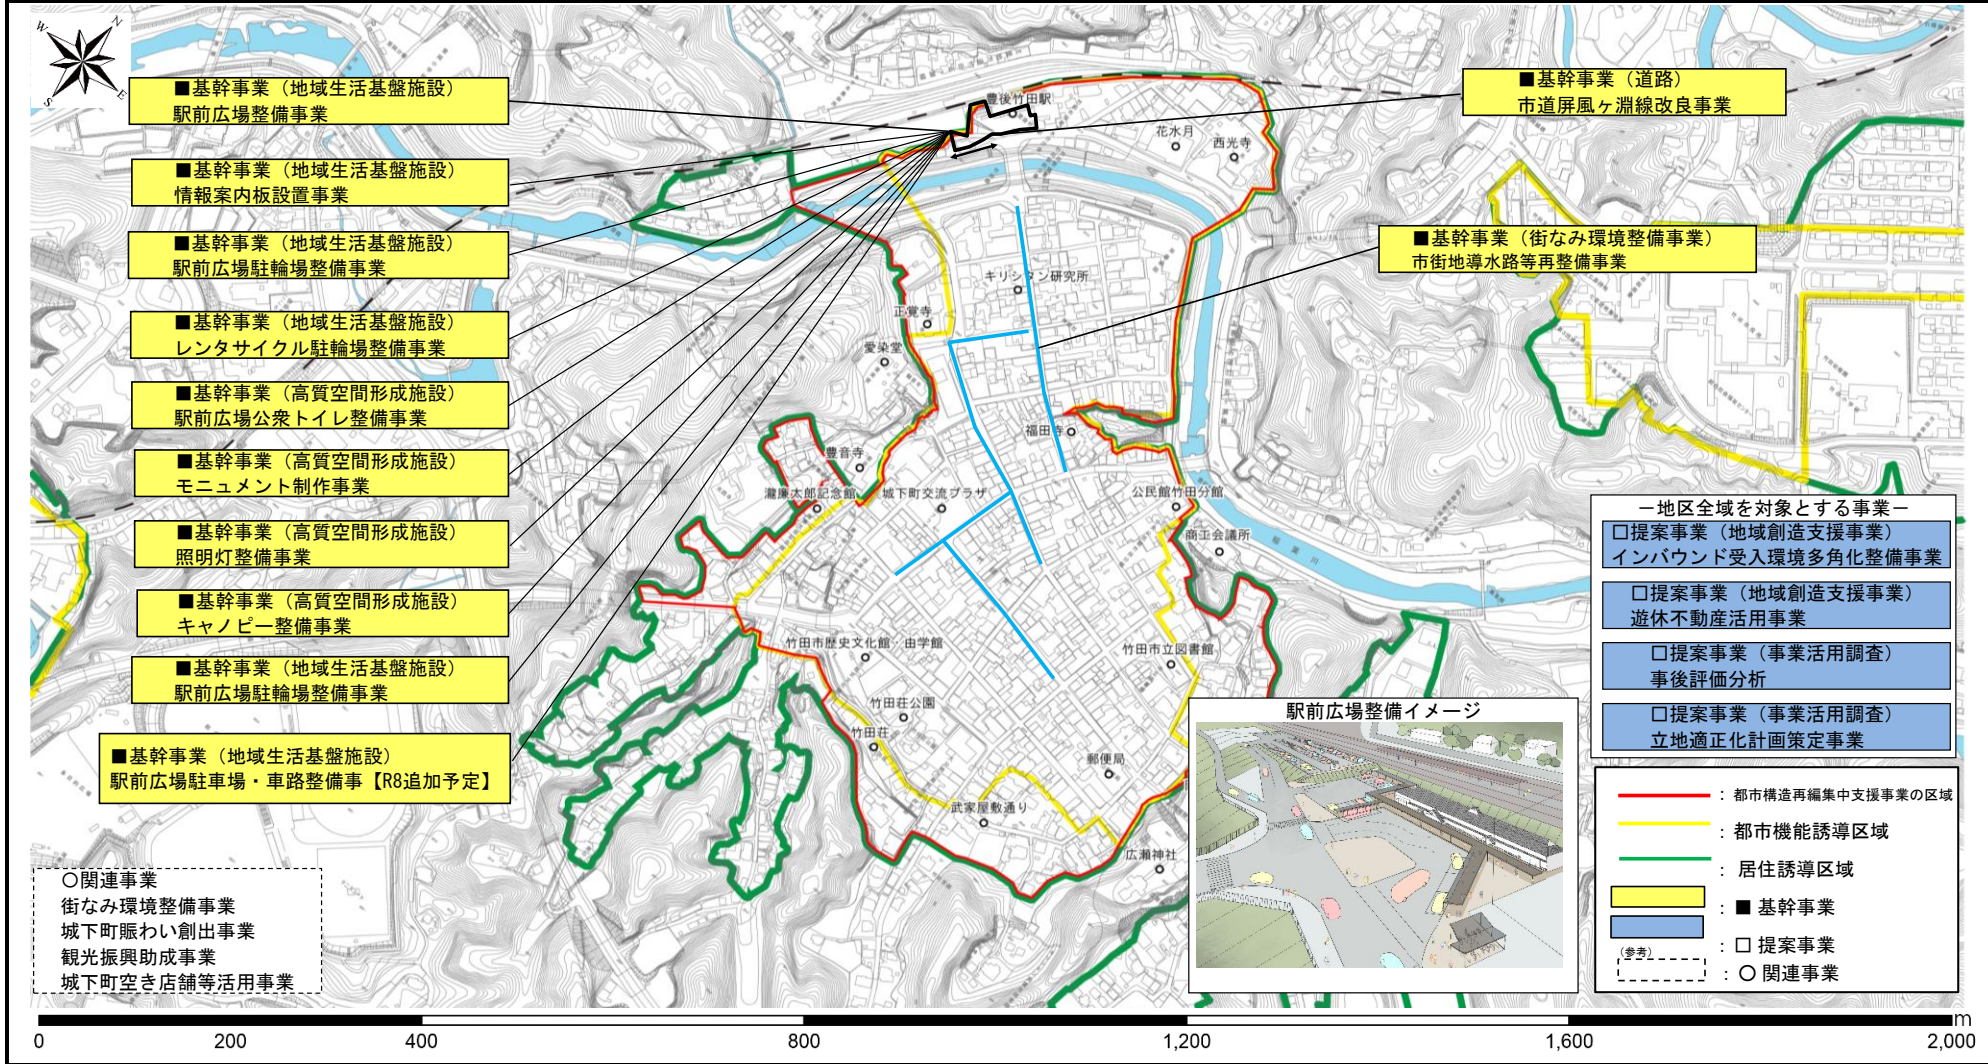 N
W
E
S
■基幹事業（地域生活基盤施設）
駅前広場整備事業
■基幹事業（地域生活基盤施設）
情報案内板設置事業
■基幹事業（地域生活基盤施設）
駅前広場駐輪場整備事業
■基幹事業（地域生活基盤施設）
レンタサイクル駐輪場整備事業
■基幹事業（高質空間形成施設）
駅前広場公衆トイレ整備事業
■基幹事業（高質空間形成施設）
モニュメント制作事業
■基幹事業（高質空間形成施設）
照明灯整備事業
■基幹事業（高質空間形成施設）
キャノピー整備事業
■基幹事業（地域生活基盤施設）
駅前広場駐輪場整備事業
■基幹事業（地域生活基盤施設）
駅前広場駐車場・車路整備事【R8追加予定】
〇関連事業
街なみ環境整備事業
城下町賑わい創出事業
観光振興助成事業
城下町空き店舗等活用事業
■基幹事業（道路）
市道屏風ヶ淵線改良事業
■基幹事業（街なみ環境整備事業）
市街地導水路等再整備事業
豊後竹田駅
花水月
西光寺
キリシタン研究所
正覚寺
愛染堂
福田寺
豊音寺
瀧廉太郎記念館
城下町交流プラザ
公民館竹田分館
商工会議所
竹田市歴史文化館・由学館
竹田市立図書館
竹田荘公園
竹田荘
郵便局
武家屋敷通り
広瀬神社
稲葉川
－地区全域を対象とする事業－
□提案事業（地域創造支援事業）
インバウンド受入環境多角化整備事業
□提案事業（地域創造支援事業）
遊休不動産活用事業
□提案事業（事業活用調査）
事後評価分析
□提案事業（事業活用調査）
立地適正化計画策定事業
駅前広場整備イメージ
：都市構造再編集中支援事業の区域
：都市機能誘導区域
：居住誘導区域
：■ 基幹事業
：□ 提案事業
(参考)
：〇 関連事業
0
200
400
800
1,200
1,600
2,000
m